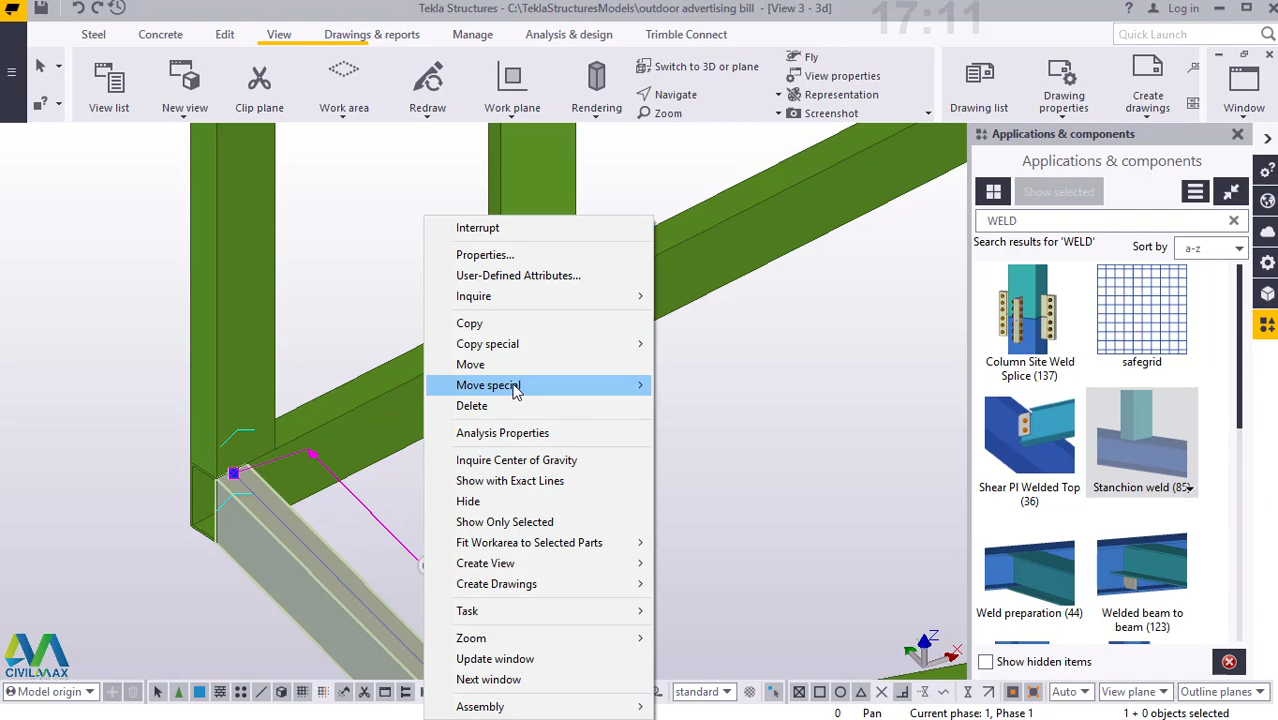 Tekla Structures - C:\TeklaStructuresModels\outdoor advertising bill - [View 3 - 3d]
17:11
? Log in
Steel
Concrete
Edit
View
Drawings & reports
Manage
Analysis & design
Trimble Connect
Quick Launch
View list
New view
Clip plane
Work area
Redraw
Work plane
Rendering
Switch to 3D or plane
Navigate
Zoom
Fly
View properties
Representation
Screenshot
Drawing list
Drawing properties
Create drawings
Window
Applications & components
Applications & components
Show selected
WELD
Search results for 'WELD'
Sort by
a-z
Column Site Weld
Splice (137)
safegrid
Shear Pl Welded Top
(36)
Stanchion weld (85)
Weld preparation (44)
Welded beam to
beam (123)
Show hidden items
Interrupt
Properties...
User-Defined Attributes...
Inquire
Copy
Copy special
Move
Move special
Delete
Analysis Properties
Inquire Center of Gravity
Show with Exact Lines
Hide
Show Only Selected
Fit Workarea to Selected Parts
Create View
Create Drawings
Task
Zoom
Update window
Next window
Assembly
Z
X
CIVILMAX
Model origin
standard
Auto
View plane
Outline planes
0
Pan
Current phase: 1, Phase 1
1 + 0 objects selected